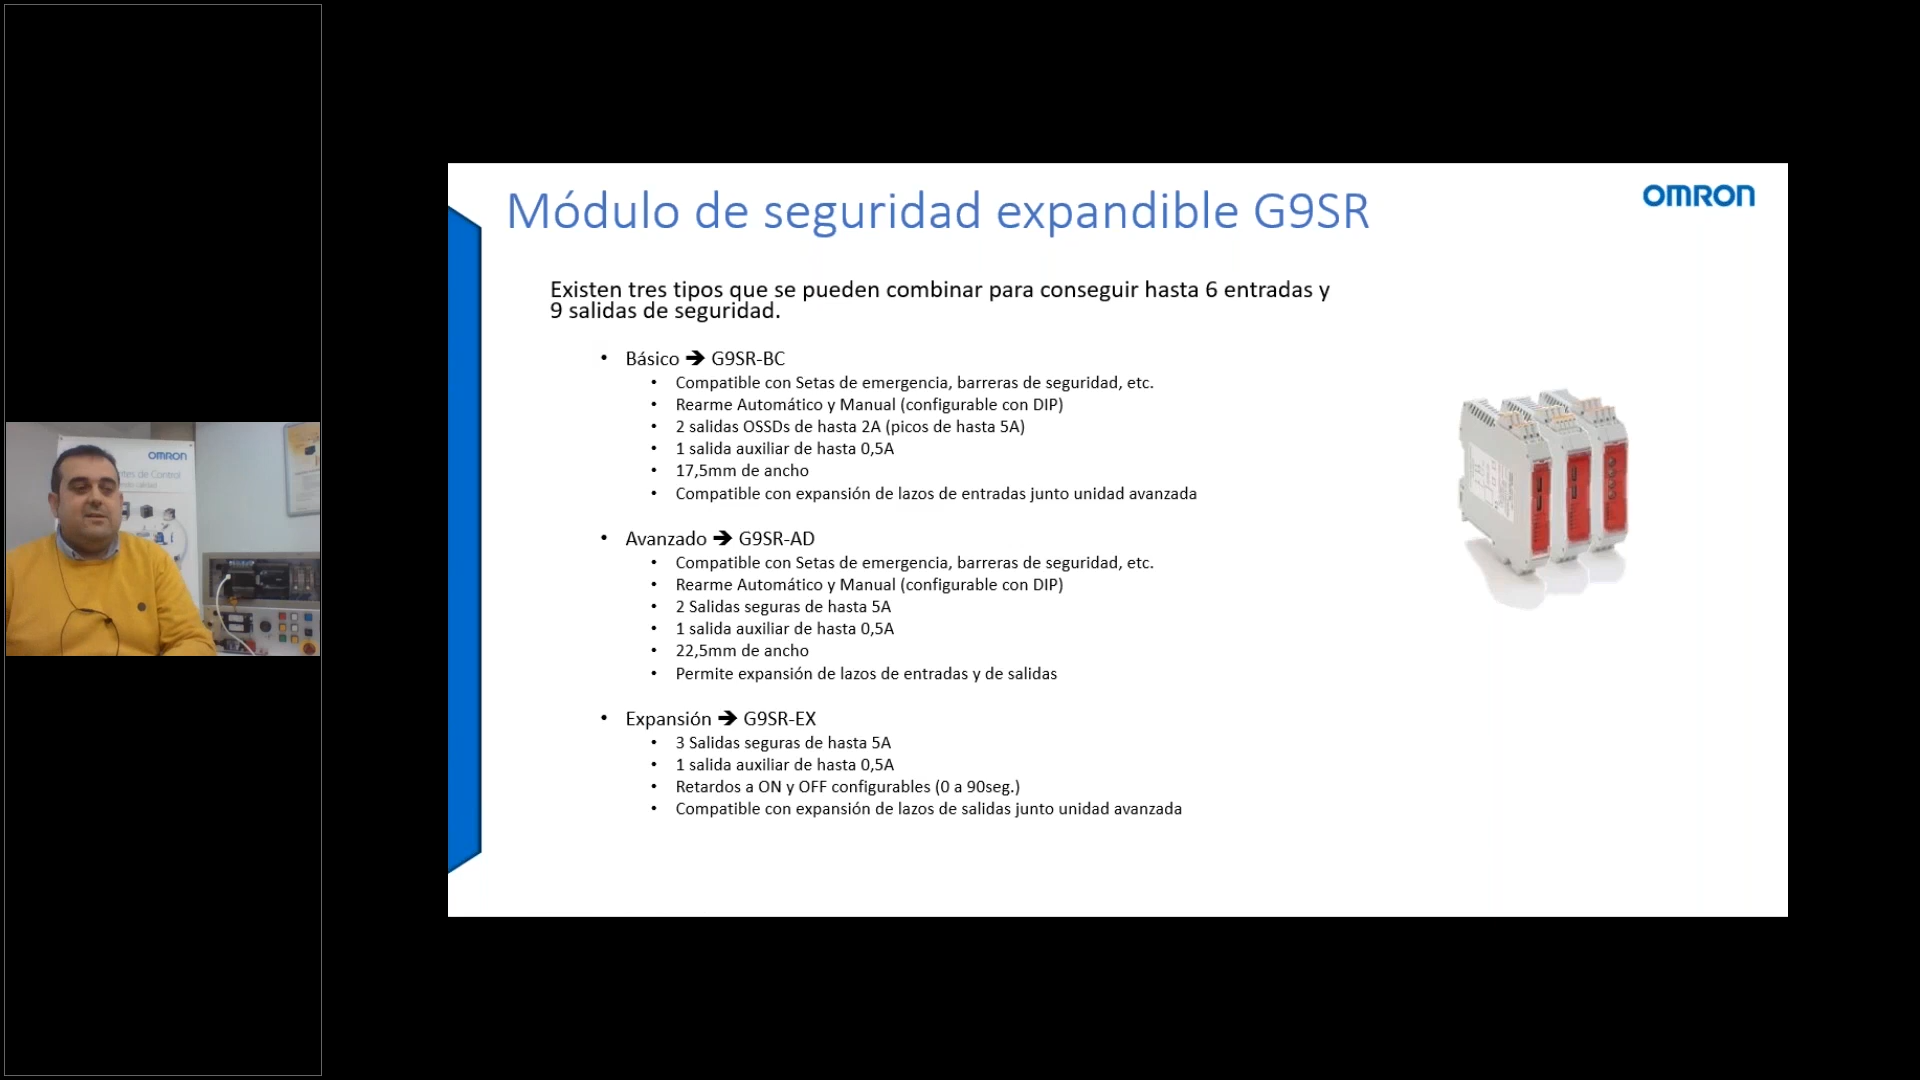 Módulo de seguridad expandible G9SR
OMRON
Existen tres tipos que se pueden combinar para conseguir hasta 6 entradas y
9 salidas de seguridad.
• Básico ➔ G9SR-BC
• Compatible con Setas de emergencia, barreras de seguridad, etc.
• Rearme Automático y Manual (configurable con DIP)
• 2 salidas OSSDs de hasta 2A (picos de hasta 5A)
• 1 salida auxiliar de hasta 0,5A
• 17,5mm de ancho
• Compatible con expansión de lazos de entradas junto unidad avanzada
• Avanzado ➔ G9SR-AD
• Compatible con Setas de emergencia, barreras de seguridad, etc.
• Rearme Automático y Manual (configurable con DIP)
• 2 Salidas seguras de hasta 5A
• 1 salida auxiliar de hasta 0,5A
• 22,5mm de ancho
• Permite expansión de lazos de entradas y de salidas
• Expansión ➔ G9SR-EX
• 3 Salidas seguras de hasta 5A
• 1 salida auxiliar de hasta 0,5A
• Retardos a ON y OFF configurables (0 a 90seg.)
• Compatible con expansión de lazos de salidas junto unidad avanzada
OMRON
de Control